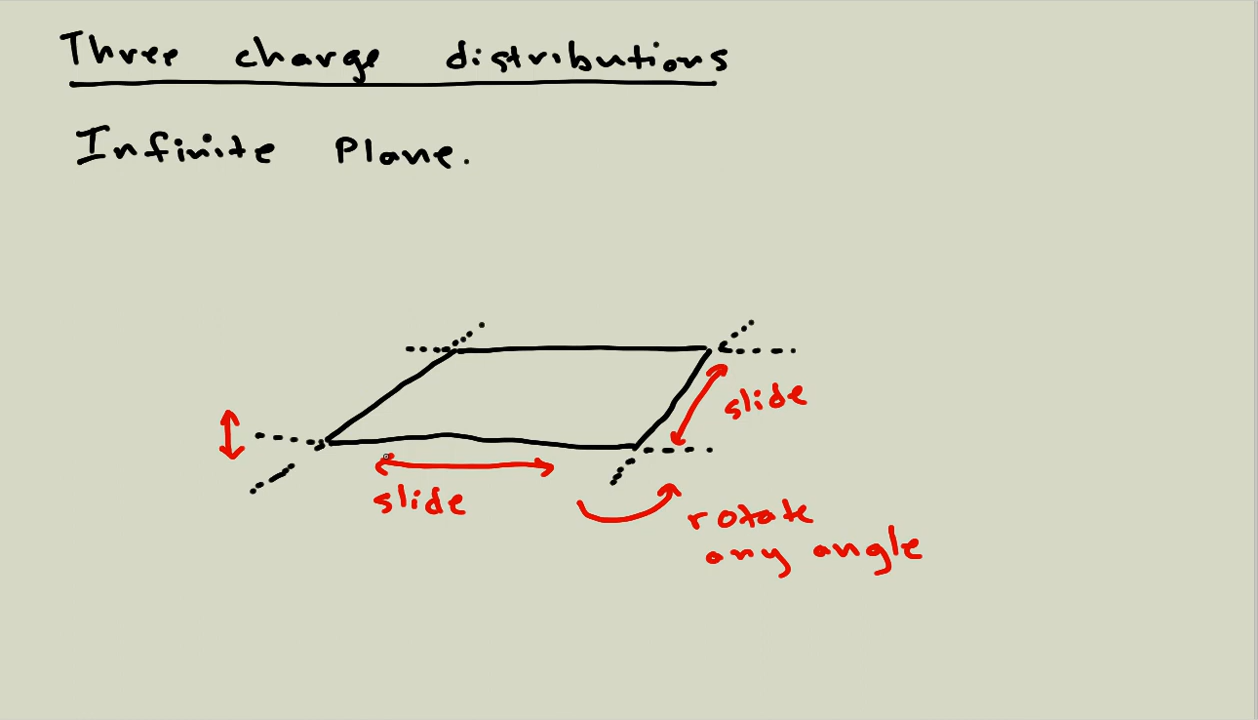 Three charge distributions
Infinite Plane.
slide
slide
rotate
any angle